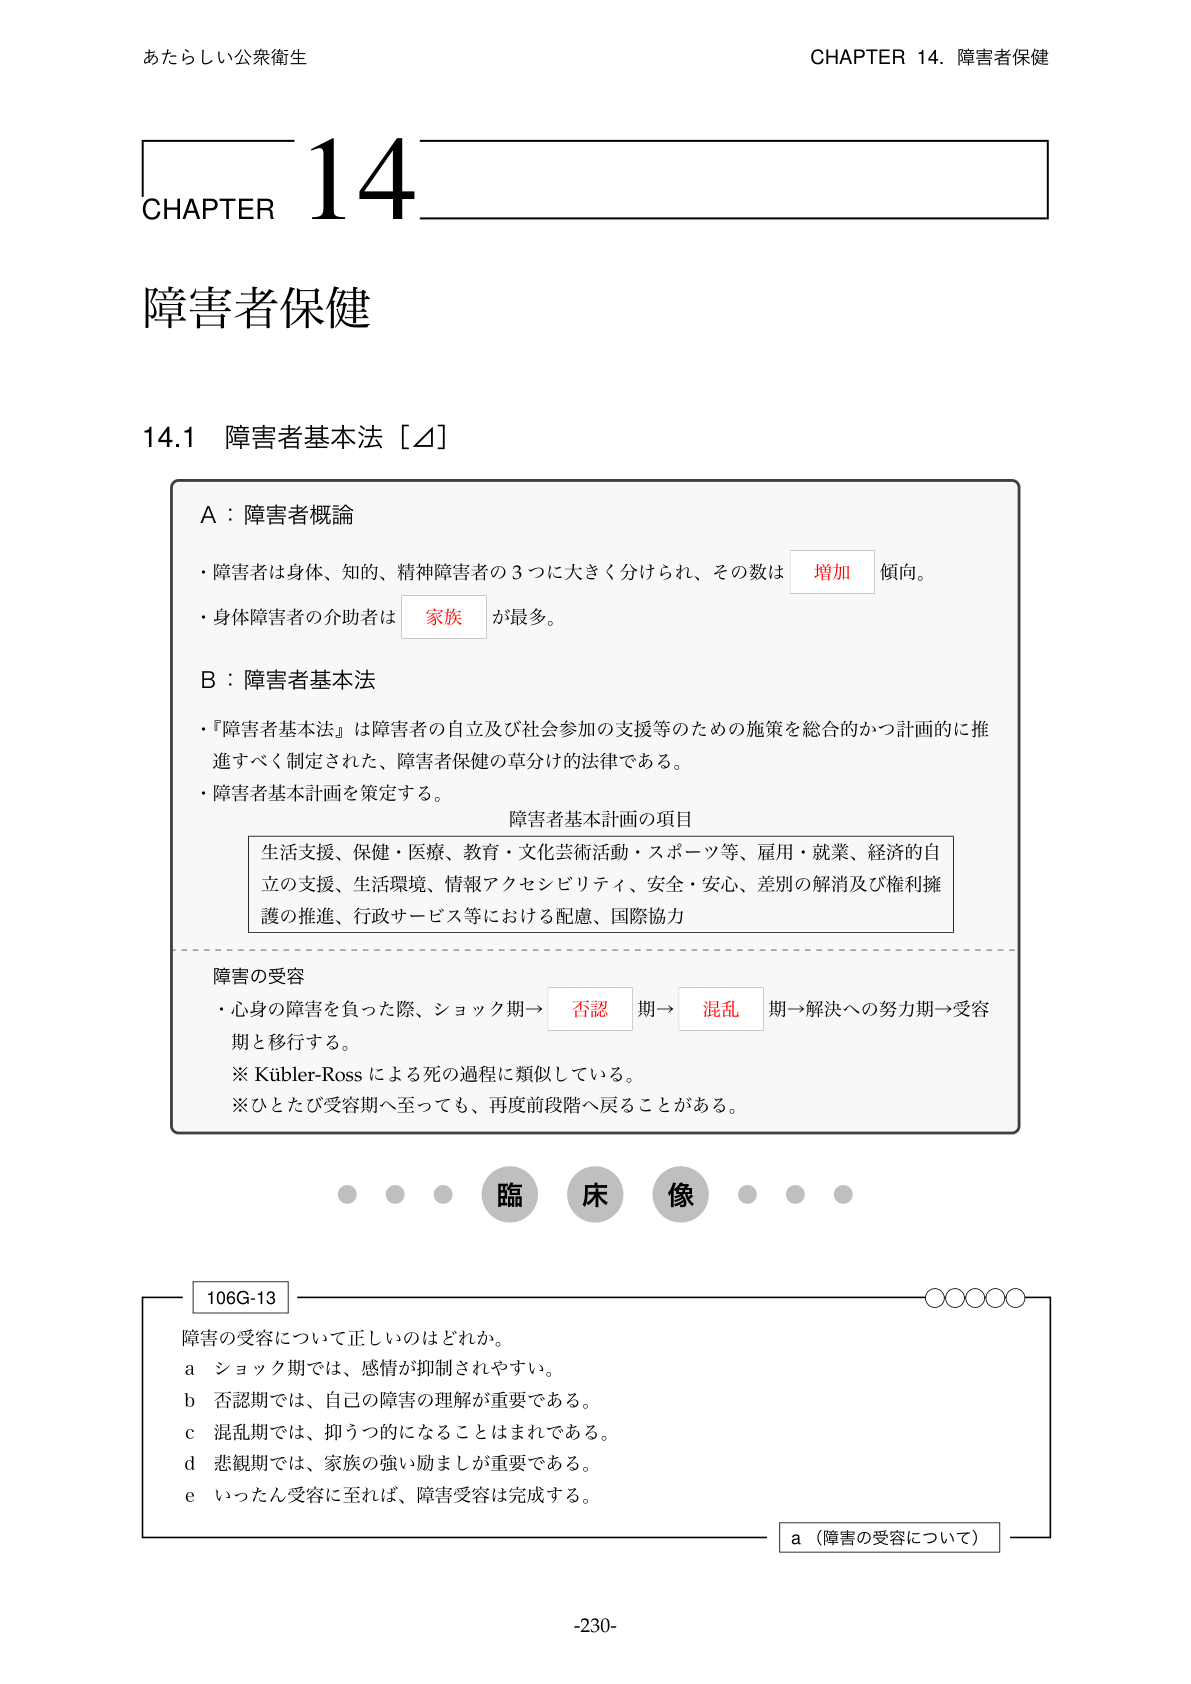 あたらしい公衆衛生
CHAPTER 14. 障害者保健
CHAPTER 14
障害者保健
14.1 障害者基本法［⊿］
A：障害者概論
・障害者は身体、知的、精神障害者の 3 つに大きく分けられ、その数は 増加 傾向。
・身体障害者の介助者は 家族 が最多。
B：障害者基本法
・『障害者基本法』は障害者の自立及び社会参加の支援等のための施策を総合的かつ計画的に推
進すべく制定された、障害者保健の草分け的法律である。
・障害者基本計画を策定する。
障害者基本計画の項目
生活支援、保健・医療、教育・文化芸術活動・スポーツ等、雇用・就業、経済的自
立の支援、生活環境、情報アクセシビリティ、安全・安心、差別の解消及び権利擁
護の推進、行政サービス等における配慮、国際協力
障害の受容
・心身の障害を負った際、ショック期→ 否認 期→ 混乱 期→解決への努力期→受容
期と移行する。
※ Kübler-Ross による死の過程に類似している。
※ひとたび受容期へ至っても、再度前段階へ戻ることがある。
臨 床 像
106G-13
障害の受容について正しいのはどれか。
a ショック期では、感情が抑制されやすい。
b 否認期では、自己の障害の理解が重要である。
c 混乱期では、抑うつ的になることはまれである。
d 悲観期では、家族の強い励ましが重要である。
e いったん受容に至れば、障害受容は完成する。
a （障害の受容について）
-230-